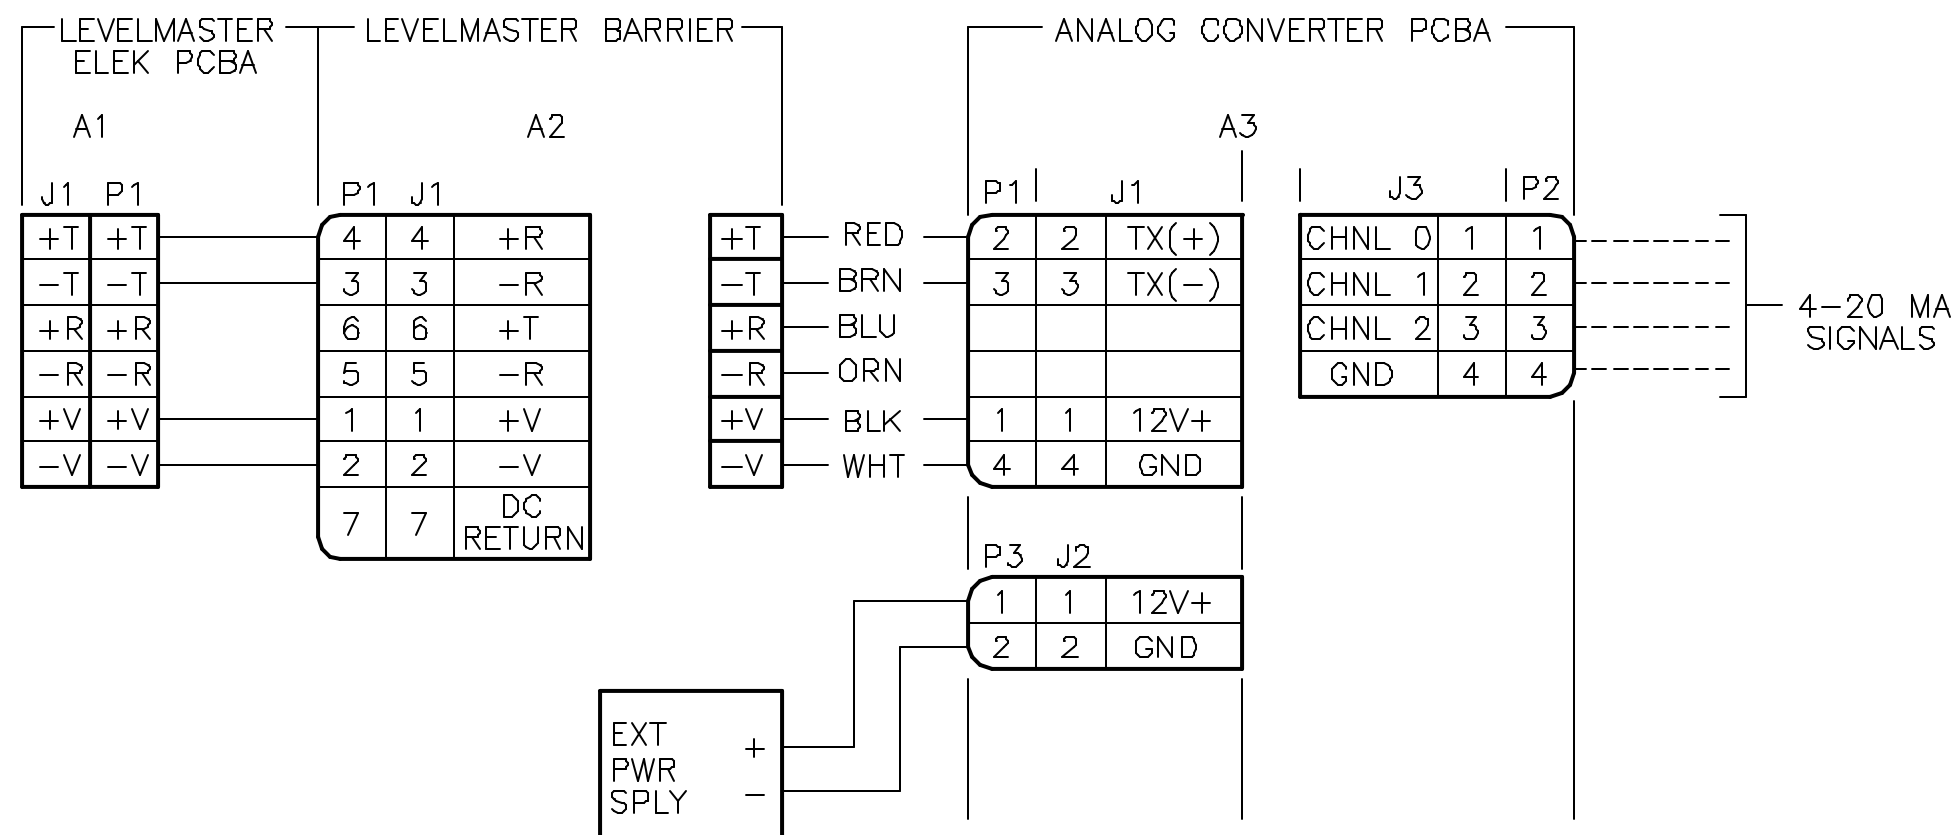 LEVELMASTER LEVELMASTER BARRIER ANALOG CONVERTER PCBA
ELEK PCBA
A1 A2 A3
J1 P1 P1 J1 P1 J1 J3 P2
+T +T 4 4 +R +T RED 2 2 TX(+) CHNL 0 1 1
-T -T 3 3 -R -T BRN 3 3 TX(-) CHNL 1 2 2
+R +R 6 6 +T +R BLU CHNL 2 3 3
-R -R 5 5 -R -R ORN GND 4 4
4-20 MA
SIGNALS
+V +V 1 1 +V +V BLK 1 1 12V+
-V -V 2 2 -V -V WHT 4 4 GND
7 7 DC
RETURN
P3 J2
1 1 12V+
2 2 GND
EXT +
PWR
SPLY -